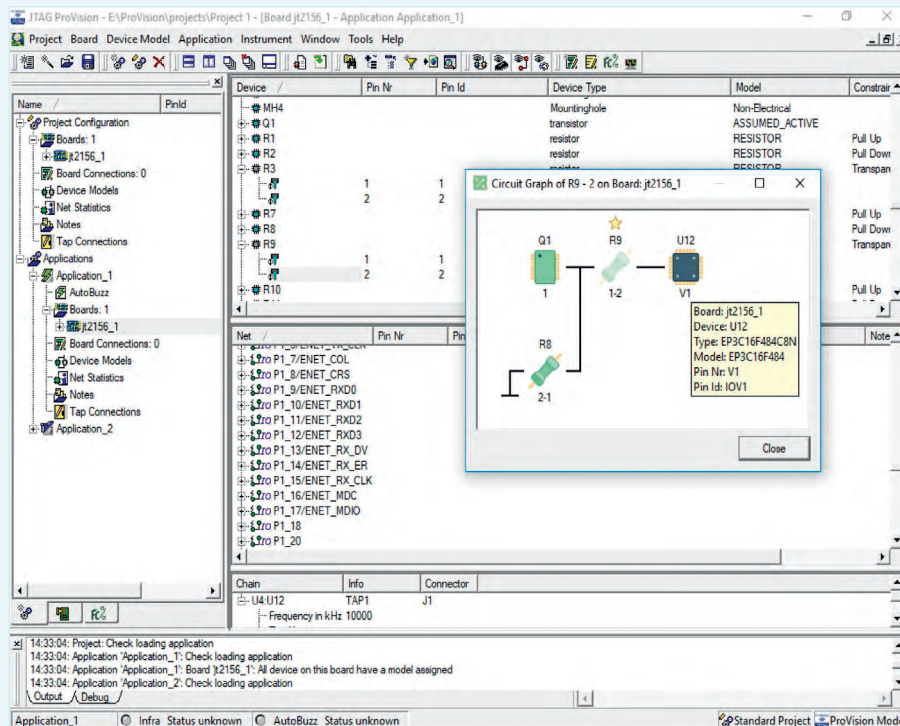 JTAG ProVision - E:\ProVision\projects\Project 1 - [Board jt2156_1 - Application Application_1]
Project Board Device Model Application Instrument Window Tools Help
Name / PinId
Project Configuration
Boards: 1
jt2156_1
Board Connections: 0
Device Models
Net Statistics
Notes
Tap Connections
Applications
Application_1
AutoBuzz
Boards: 1
jt2156_1
Board Connections: 0
Device Models
Net Statistics
Notes
Tap Connections
Application_2
Device / Pin Nr Pin Id Device Type Model Constrair
MH4 Mountinghole Non-Electrical
Q1 transistor ASSUMED_ACTIVE
R1 resistor RESISTOR Pull Up
R2 resistor RESISTOR Pull Down
R3 resistor RESISTOR Transpare
1 1
2 2
R7 Pull Up
R8 Pull Down
R9 Transpare
1 1
2 2
R10 Pull Up
Circuit Graph of R9 - 2 on Board: jt2156_1
Q1 R9 U12
1 1-2 V1
R8
2-1
Board: jt2156_1
Device: U12
Type: EP3C16F484C8N
Model: EP3C16F484
Pin Nr: V1
Pin Id: IOV1
Close
Net / Pin Nr Pin Note
P1_7/ENET_COL
P1_8/ENET_CRS
P1_9/ENET_RXD0
P1_10/ENET_RXD1
P1_11/ENET_RXD2
P1_12/ENET_RXD3
P1_13/ENET_RX_DV
P1_14/ENET_RX_ER
P1_15/ENET_RX_CLK
P1_16/ENET_MDC
P1_17/ENET_MDIO
P1_18
P1_20
Chain Info Connector
U4:U12 TAP1 J1
Frequency in kHz 10000
14:33:04: Project: Check loading application
14:33:04: Application 'Application_1': Check loading application
14:33:04: Application 'Application_1': Board 'jt2156_1': All device on this board have a model assigned
14:33:04: Application 'Application_2': Check loading application
Output Debug
Application_1 Infra Status unknown AutoBuzz Status unknown Standard Project ProVision Mod